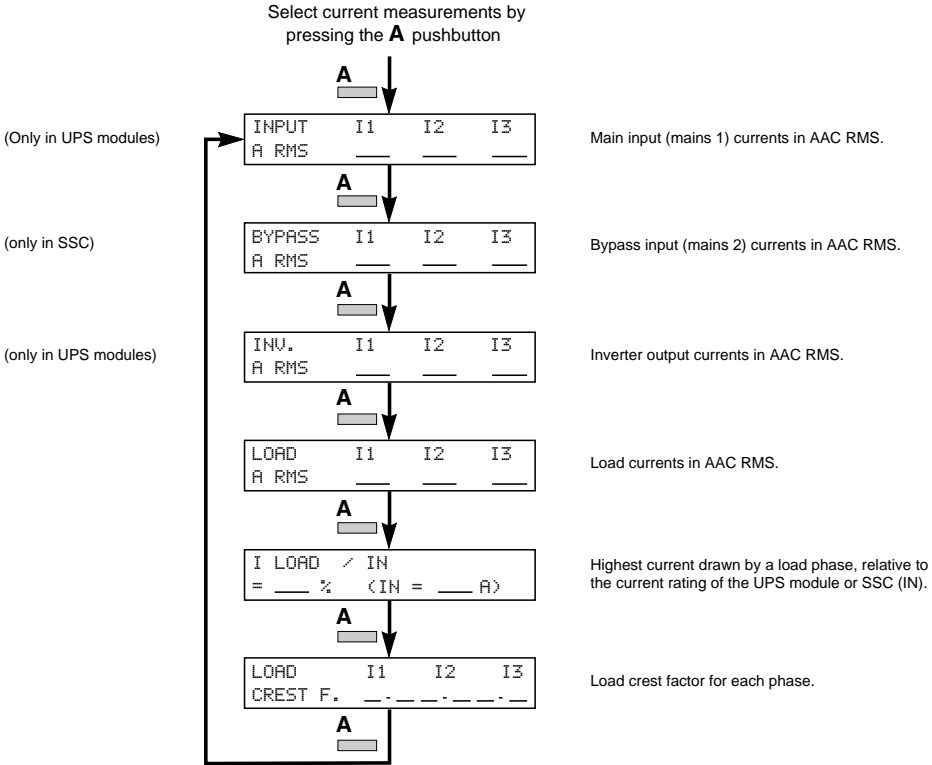 Select current measurements by
pressing the A pushbutton
A
(Only in UPS modules)
INPUT I1 I2 I3
A RMS ___ ___ ___
Main input (mains 1) currents in AAC RMS.
A
(only in SSC)
BYPASS I1 I2 I3
A RMS ___ ___ ___
Bypass input (mains 2) currents in AAC RMS.
A
(only in UPS modules)
INV. I1 I2 I3
A RMS ___ ___ ___
Inverter output currents in AAC RMS.
A
LOAD I1 I2 I3
A RMS ___ ___ ___
Load currents in AAC RMS.
A
I LOAD / IN
= ___ % (IN = ___ A)
Highest current drawn by a load phase, relative to
the current rating of the UPS module or SSC (IN).
A
LOAD I1 I2 I3
CREST F. _._ _._ _._
Load crest factor for each phase.
A